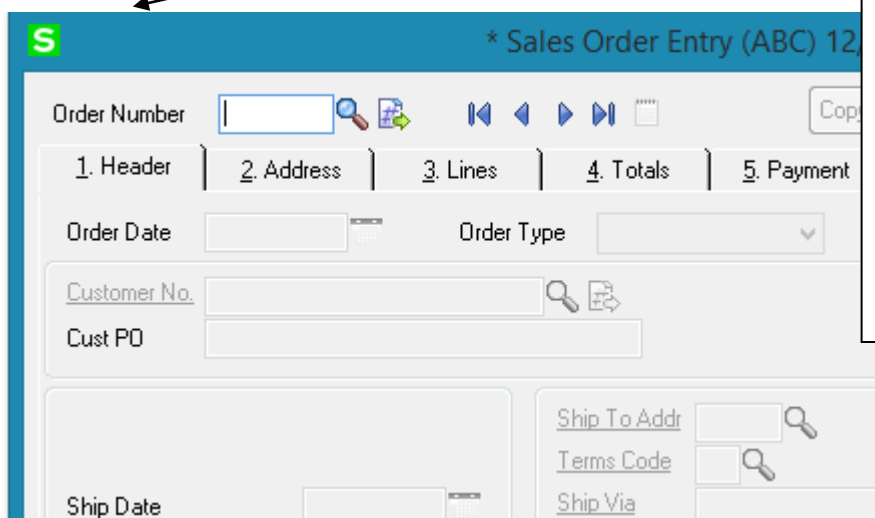 S * Sales Order Entry (ABC) 12/
Order Number Copy
1. Header 2. Address 3. Lines 4. Totals 5. Payment
Order Date Order Type
Customer No.
Cust PO
Ship To Addr
Terms Code
Ship Date Ship Via